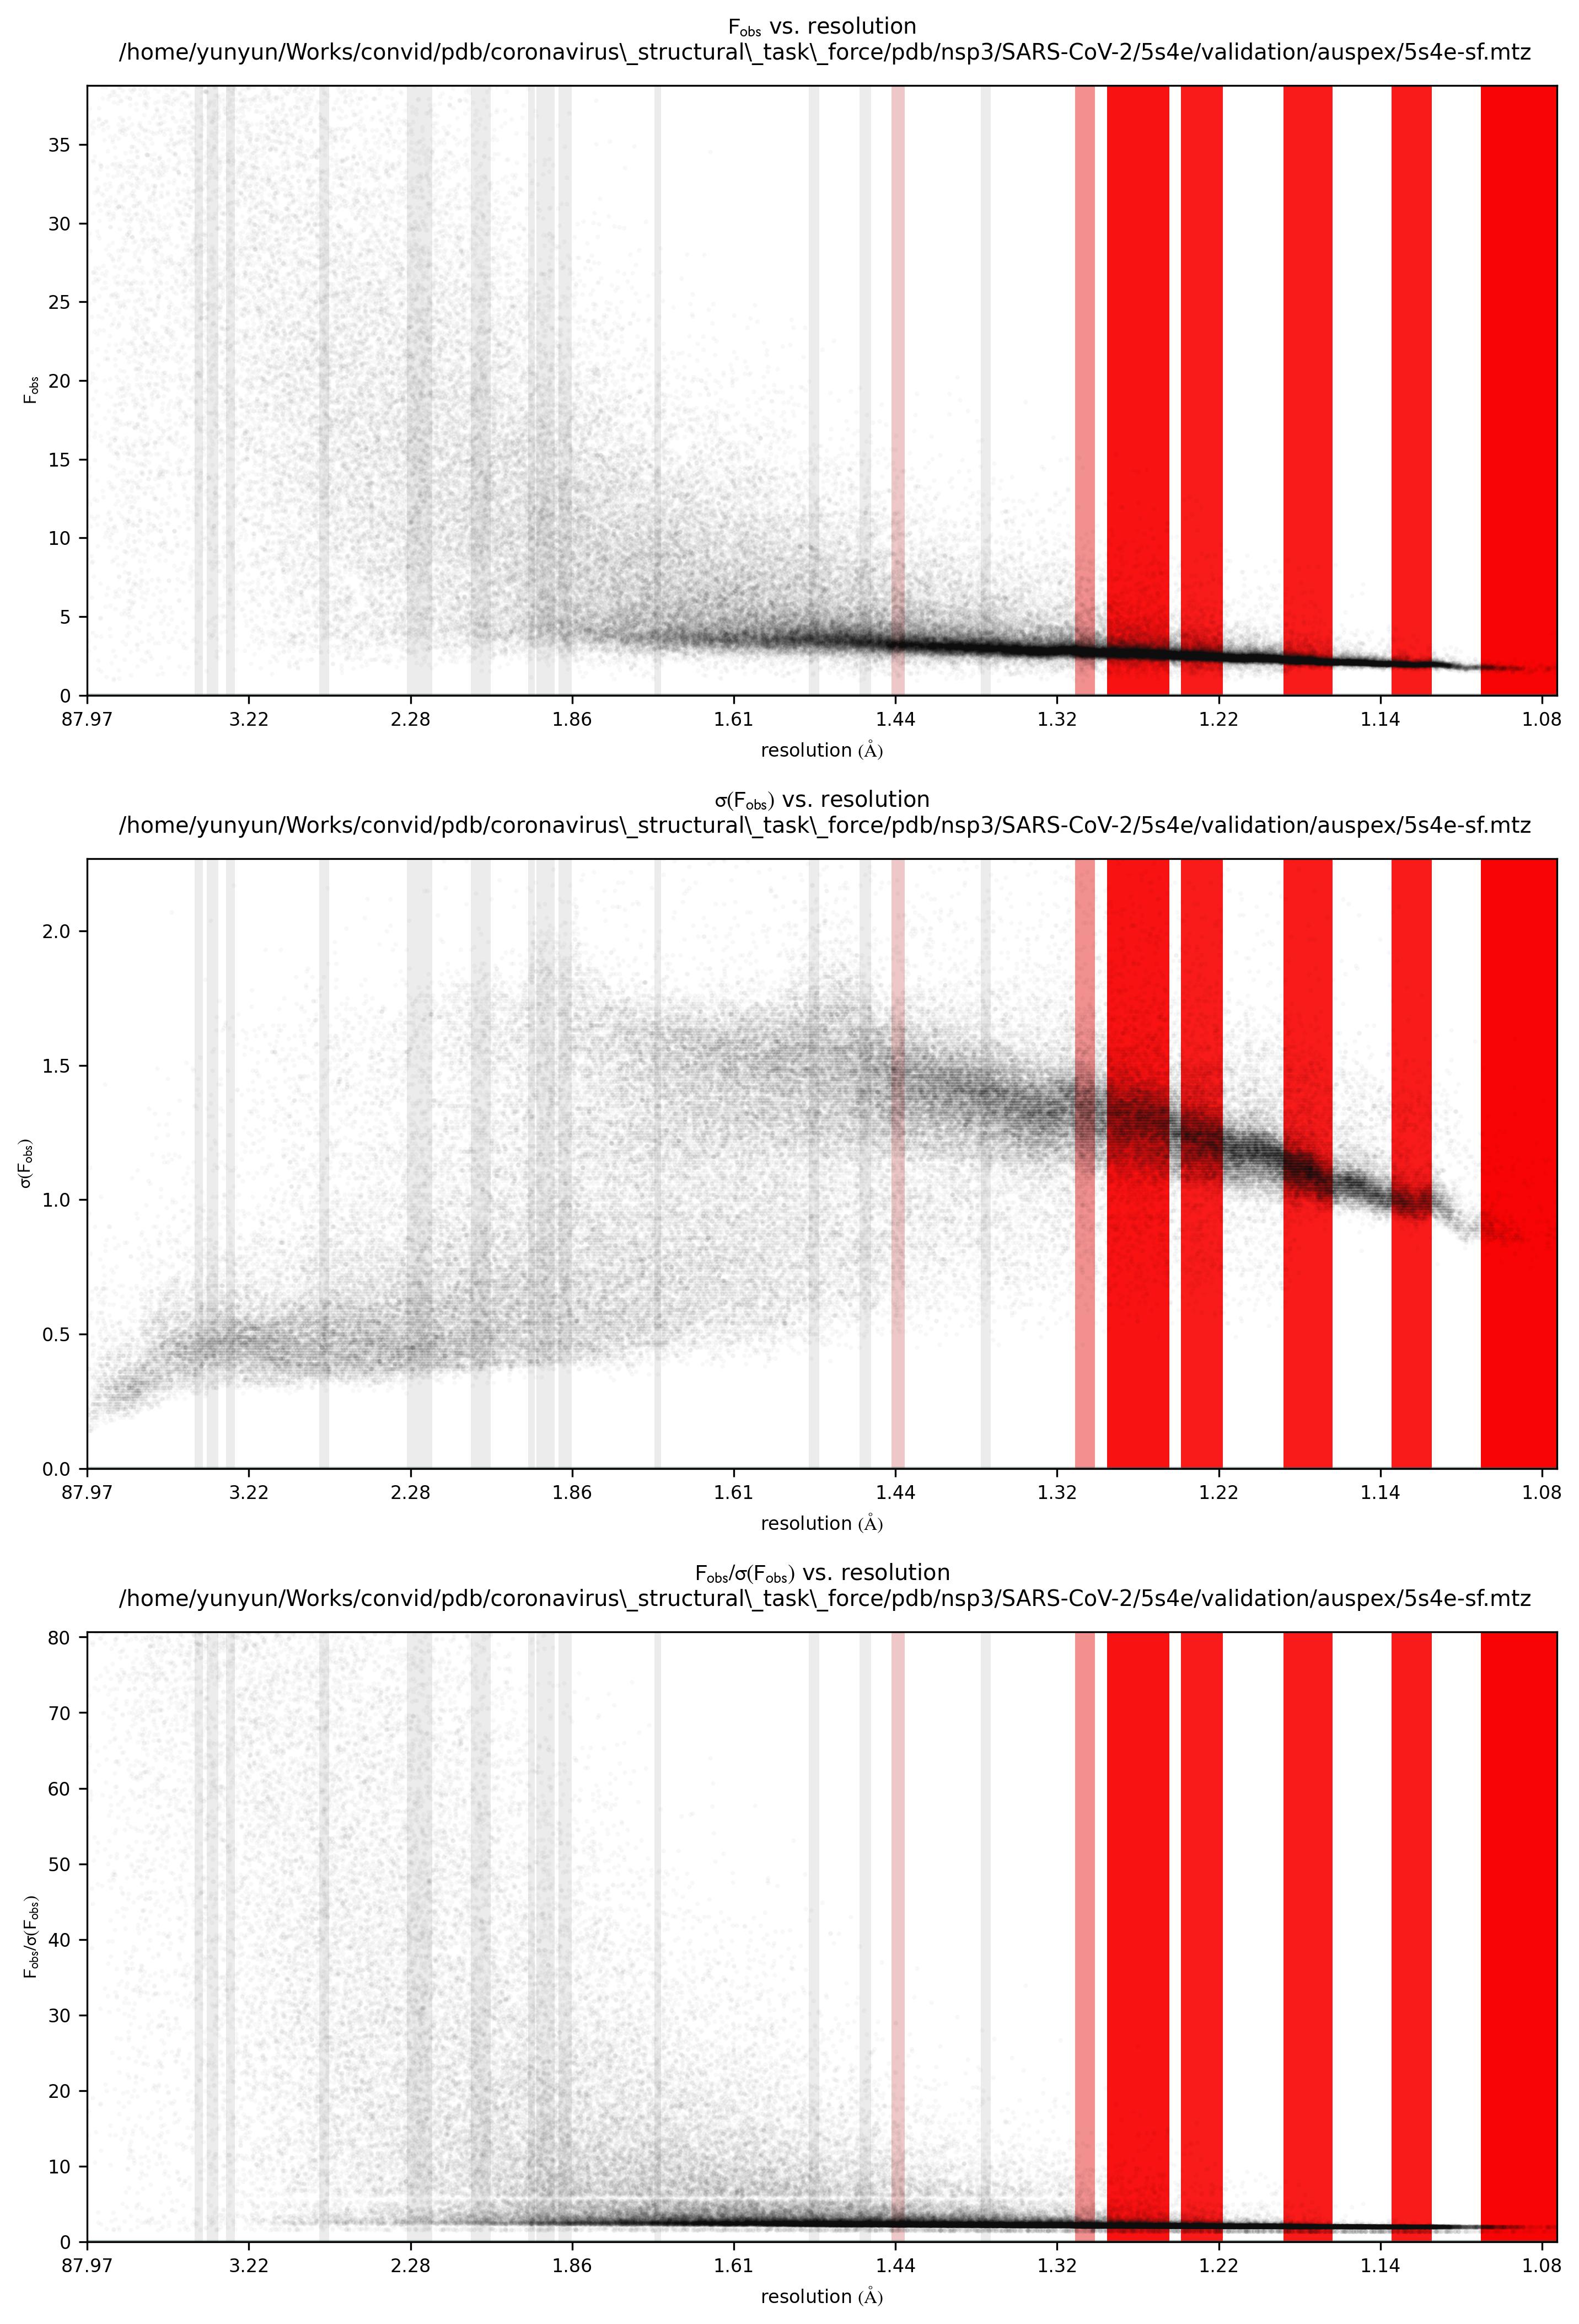 F_obs vs. resolution
/home/yunyun/Works/convid/pdb/coronavirus\_structural\_task\_force/pdb/nsp3/SARS-CoV-2/5s4e/validation/auspex/5s4e-sf.mtz
35
30
25
20
15
10
5
0
F_obs
87.97 3.22 2.28 1.86 1.61 1.44 1.32 1.22 1.14 1.08
resolution (Å)
σ(F_obs) vs. resolution
/home/yunyun/Works/convid/pdb/coronavirus\_structural\_task\_force/pdb/nsp3/SARS-CoV-2/5s4e/validation/auspex/5s4e-sf.mtz
2.0
1.5
1.0
0.5
0.0
σ(F_obs)
87.97 3.22 2.28 1.86 1.61 1.44 1.32 1.22 1.14 1.08
resolution (Å)
F_obs/σ(F_obs) vs. resolution
/home/yunyun/Works/convid/pdb/coronavirus\_structural\_task\_force/pdb/nsp3/SARS-CoV-2/5s4e/validation/auspex/5s4e-sf.mtz
80
70
60
50
40
30
20
10
0
F_obs/σ(F_obs)
87.97 3.22 2.28 1.86 1.61 1.44 1.32 1.22 1.14 1.08
resolution (Å)